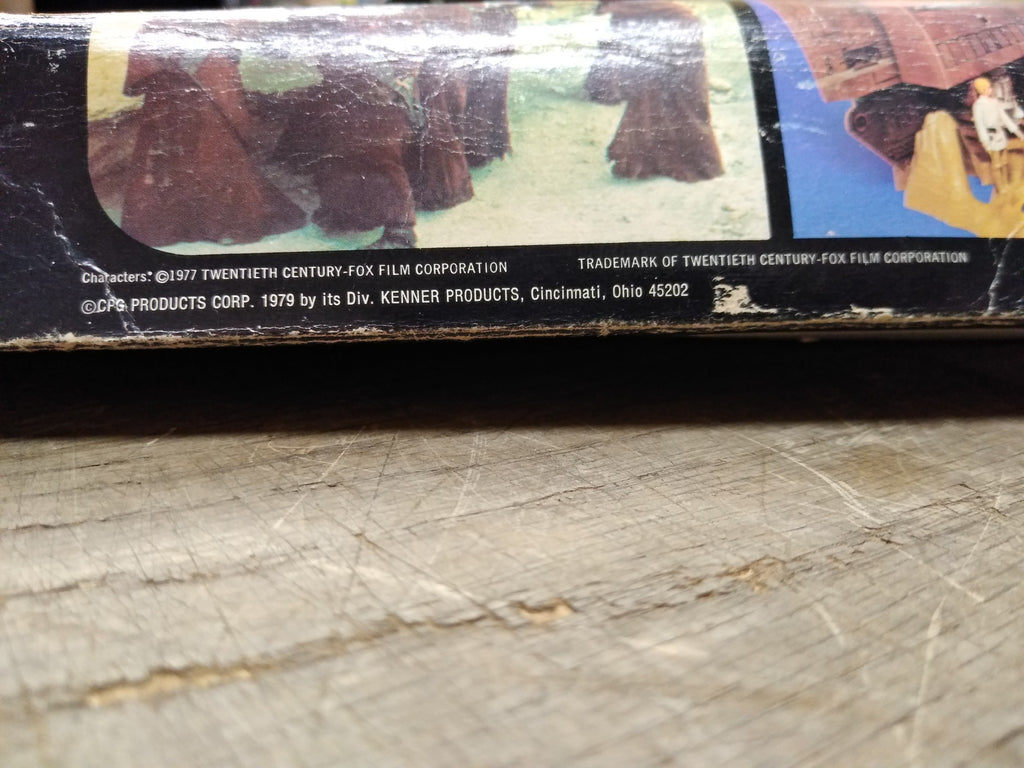 Characters: ©1977 TWENTIETH CENTURY-FOX FILM CORPORATION
TRADEMARK OF TWENTIETH CENTURY-FOX FILM CORPORATION
©CPG PRODUCTS CORP. 1979 by its Div. KENNER PRODUCTS, Cincinnati, Ohio 45202